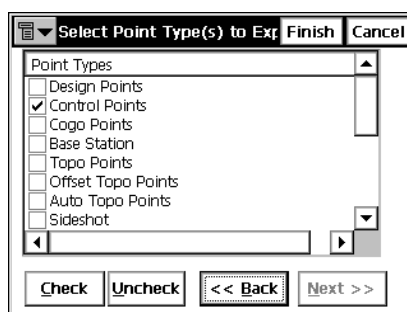 Select Point Type(s) to Exp Finish Cancel
Point Types
Design Points
Control Points
Cogo Points
Base Station
Topo Points
Offset Topo Points
Auto Topo Points
Sideshot
Check Uncheck << Back Next >>